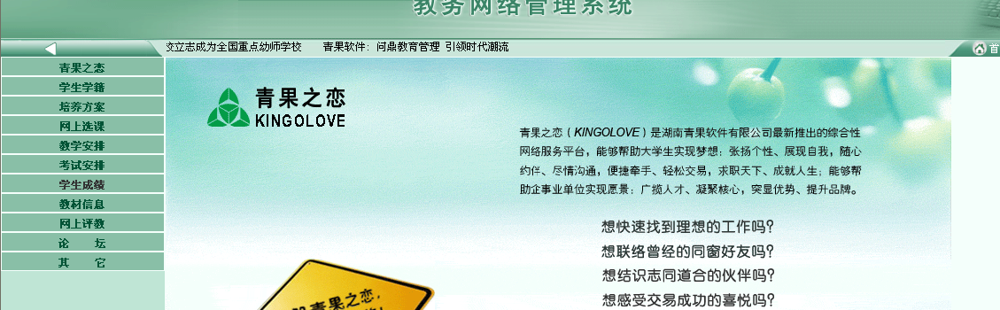 教务网络管理系统
交立志成为全国重点幼师学校 青果软件：问鼎教育管理 引领时代潮流
首
青果之恋
学生学籍
培养方案
网上选课
教学安排
考试安排
学生成绩
教材信息
网上评教
论 坛
其 它
青果之恋
KINGOLOVE
青果之恋（KINGOLOVE）是湖南青果软件有限公司最新推出的综合性
网络服务平台，能够帮助大学生实现梦想：张扬个性、展现自我，随心
约伴、尽情沟通，便捷牵手、轻松交易，求职天下、成就人生；能够帮
助企事业单位实现愿景：广揽人才、凝聚核心，突显优势、提升品牌。
想快速找到理想的工作吗？
想联络曾经的同窗好友吗？
想结识志同道合的伙伴吗？
想感受交易成功的喜悦吗？
青果之恋，